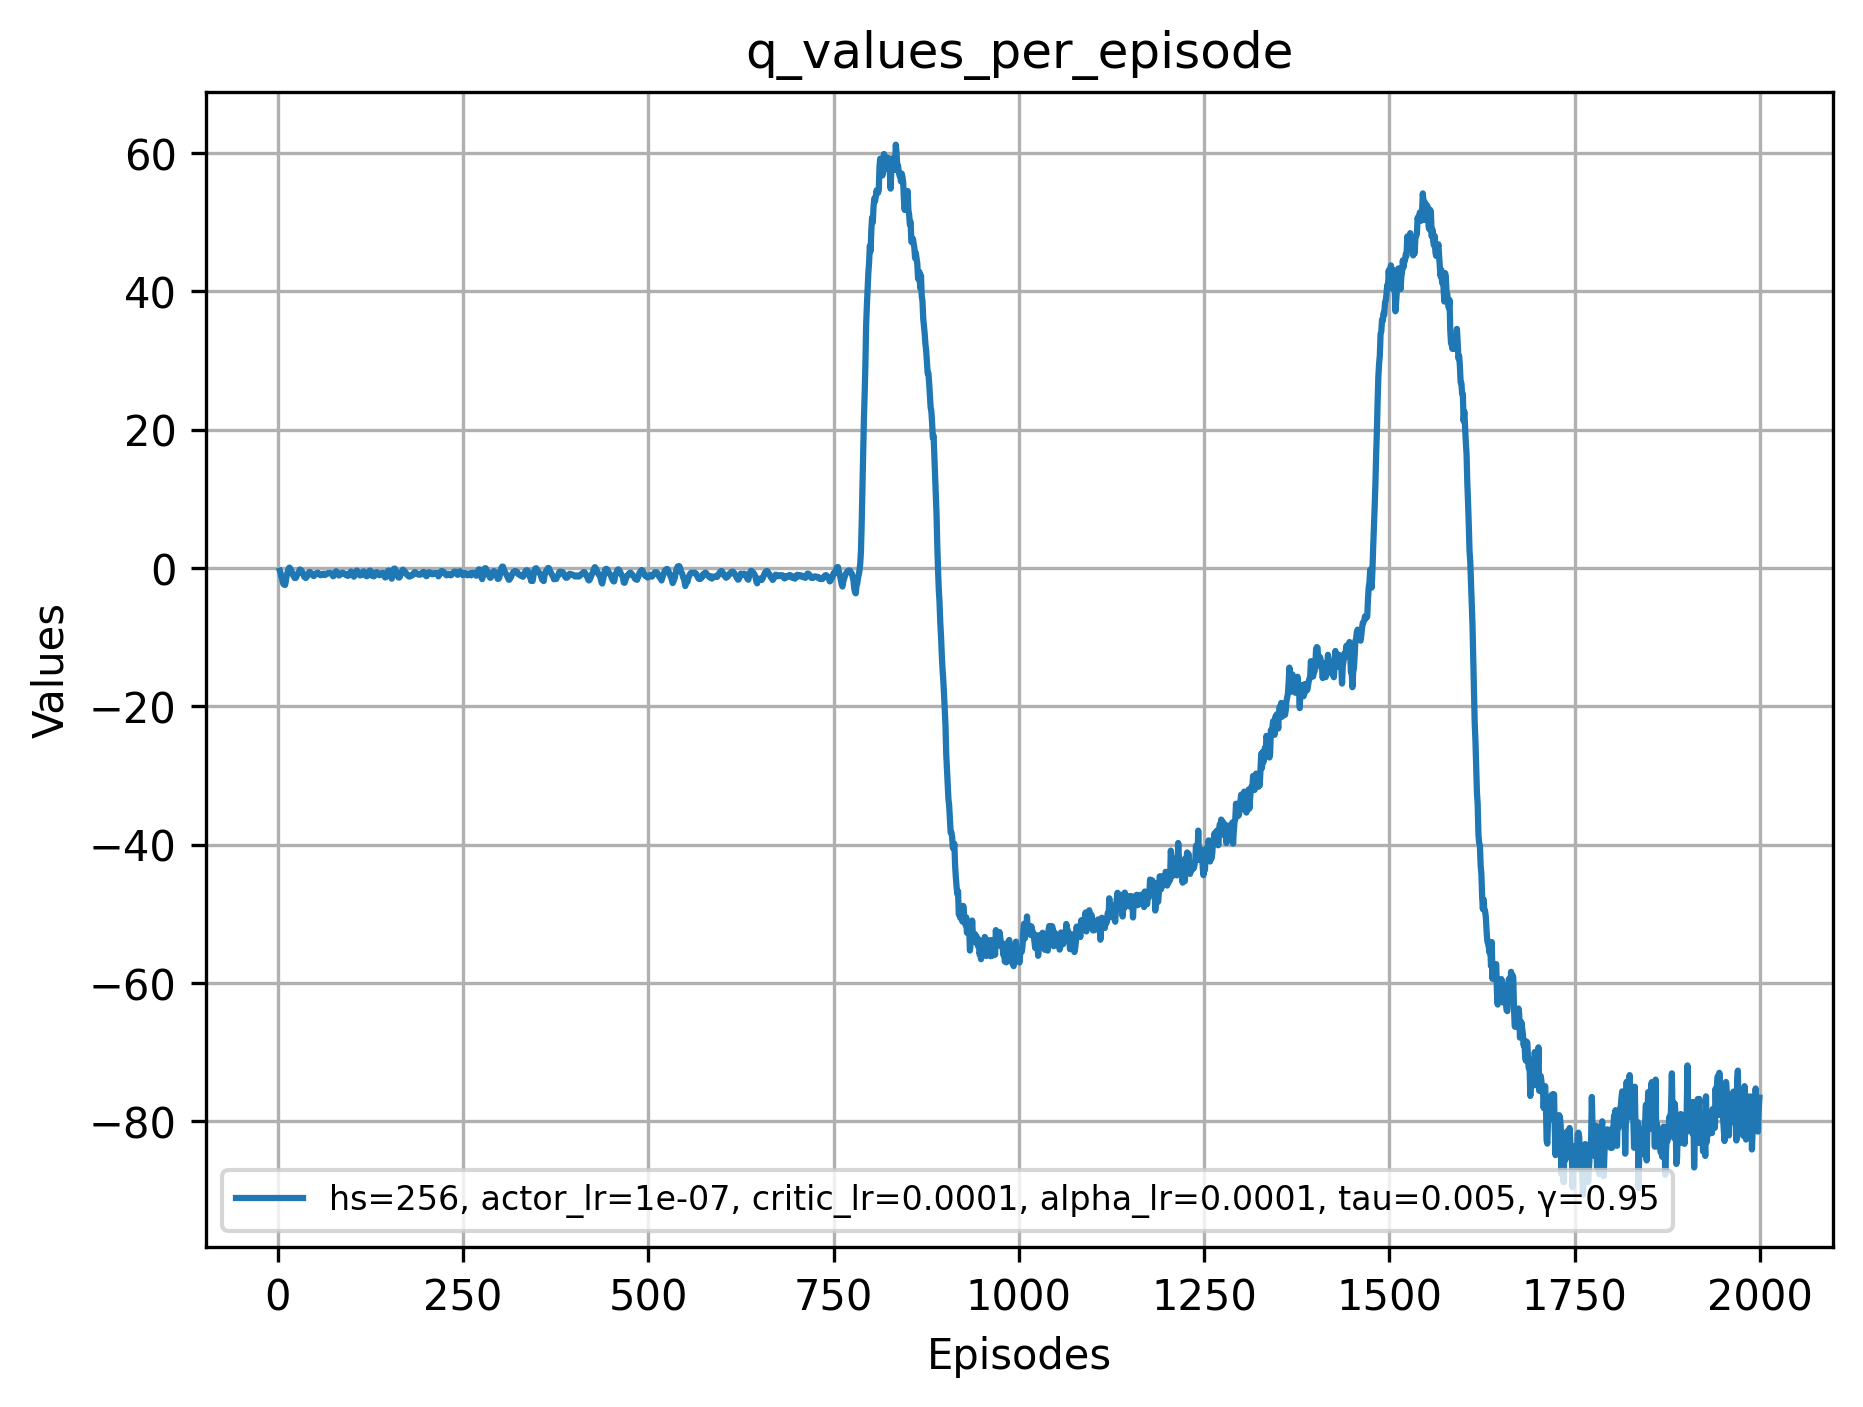 q_values_per_episode
60
40
20
0
−20
−40
−60
−80
Values
hs=256, actor_lr=1e-07, critic_lr=0.0001, alpha_lr=0.0001, tau=0.005, γ=0.95
0 250 500 750 1000 1250 1500 1750 2000
Episodes